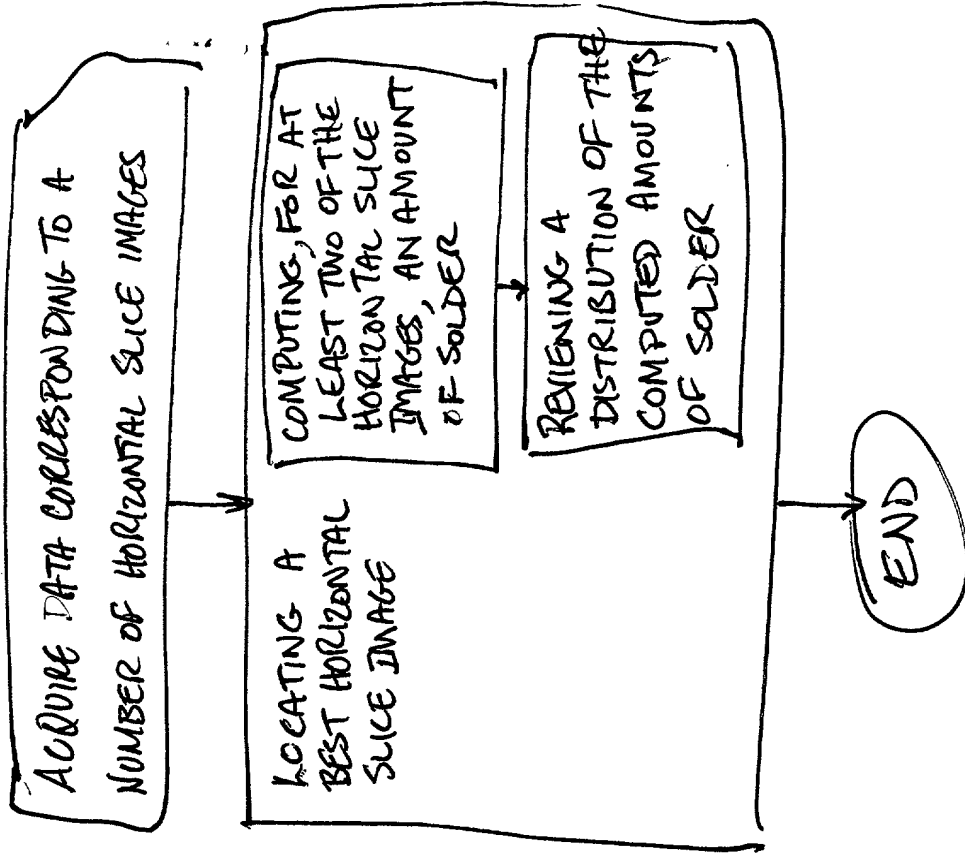 ACQUIRE DATA CORRESPONDING TO A
NUMBER OF HORIZONTAL SLICE IMAGES
LOCATING A
BEST HORIZONTAL
SLICE IMAGE
COMPUTING, FOR AT
LEAST TWO OF THE
HORIZONTAL SLICE
IMAGES, AN AMOUNT
OF SOLDER
REVIEWING A
DISTRIBUTION OF THE
COMPUTED AMOUNTS
OF SOLDER
END